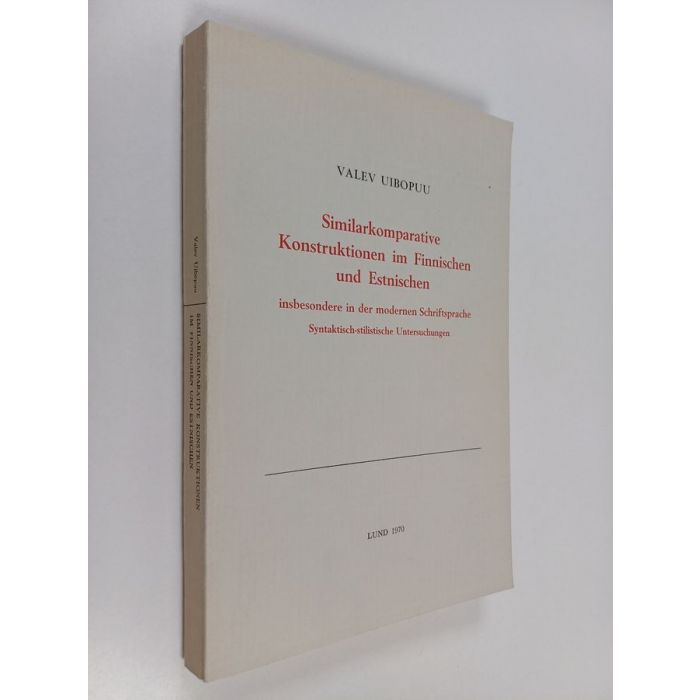 VALEV UIBOPUU
Similarkomparative
Konstruktionen im Finnischen
und Estnischen
insbesondere in der modernen Schriftsprache
Syntaktisch-stilistische Untersuchungen
LUND 1970
Valev Uibopuu
SIMILARKOMPARATIVE KONSTRUKTIONEN
IM FINNISCHEN UND ESTNISCHEN